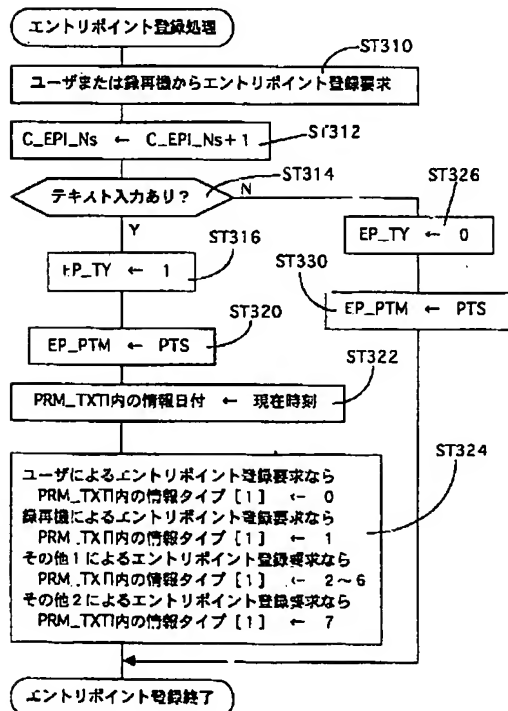 エントリポイント登録処理
ST310
ユーザまたは録再機からエントリポイント登録要求
ST312
C_EPI_Ns ← C_EPI_Ns+1
ST314
テキスト入力あり？
N
Y
ST326
EP_TY ← 0
ST316
EP_TY ← 1
ST330
EP_PTM ← PTS
ST320
EP_PTM ← PTS
ST322
PRM_TXTI内の情報日付 ← 現在時刻
ST324
ユーザによるエントリポイント登録要求なら
PRM_TXTI内の情報タイプ [1] ← 0
録再機によるエントリポイント登録要求なら
PRM_TXTI内の情報タイプ [1] ← 1
その他1によるエントリポイント登録要求なら
PRM_TXTI内の情報タイプ [1] ← 2～6
その他2によるエントリポイント登録要求なら
PRM_TXTI内の情報タイプ [1] ← 7
エントリポイント登録終了